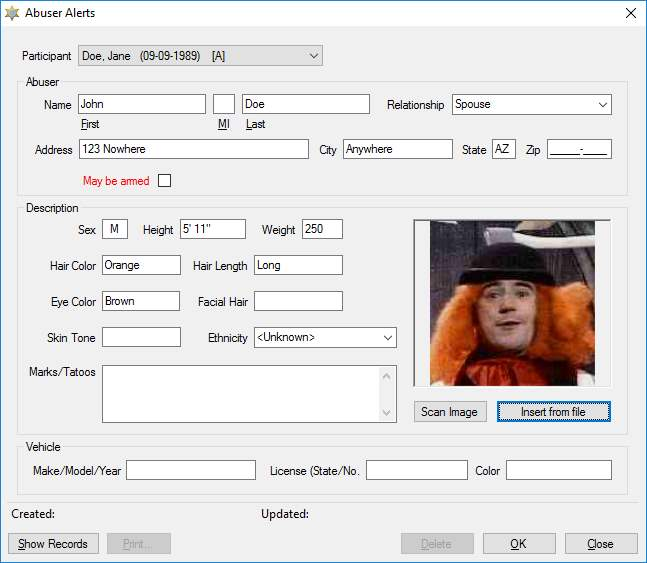 Abuser Alerts
Participant Doe, Jane (09-09-1989) [A]
Abuser
Name John Doe Relationship Spouse
First MI Last
Address 123 Nowhere City Anywhere State AZ Zip _____-____
May be armed
Description
Sex M Height 5' 11" Weight 250
Hair Color Orange Hair Length Long
Eye Color Brown Facial Hair
Skin Tone Ethnicity <Unknown>
Marks/Tatoos
Scan Image Insert from file
Vehicle
Make/Model/Year License (State/No. Color
Created: Updated:
Show Records Print... Delete OK Close